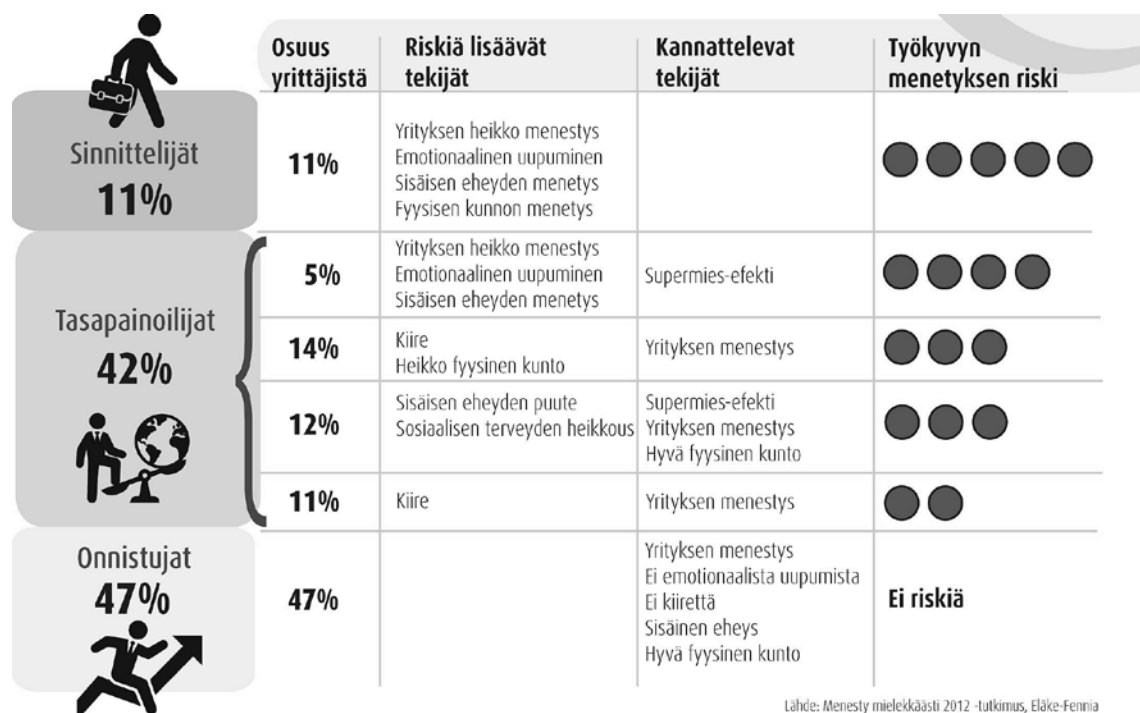 Osuus
yrittäjistä
Riskiä lisäävät
tekijät
Kannattelevat
tekijät
Työkyvyn
menetyksen riski
Sinnittelijät
11%
11%
Yrityksen heikko menestys
Emotionaalinen uupuminen
Sisäisen eheyden menetys
Fyysisen kunnon menetys
Tasapainoilijat
42%
5%
Yrityksen heikko menestys
Emotionaalinen uupuminen
Sisäisen eheyden menetys
Supermies-efekti
14%
Kiire
Heikko fyysinen kunto
Yrityksen menestys
12%
Sisäisen eheyden puute
Sosiaalisen terveyden heikkous
Supermies-efekti
Yrityksen menestys
Hyvä fyysinen kunto
11%
Kiire
Yrityksen menestys
Onnistujat
47%
47%
Yrityksen menestys
Ei emotionaalista uupumista
Ei kiirettä
Sisäinen eheys
Hyvä fyysinen kunto
Ei riskiä
Lähde: Menesty mielekkäästi 2012 -tutkimus, Eläke-Fennia